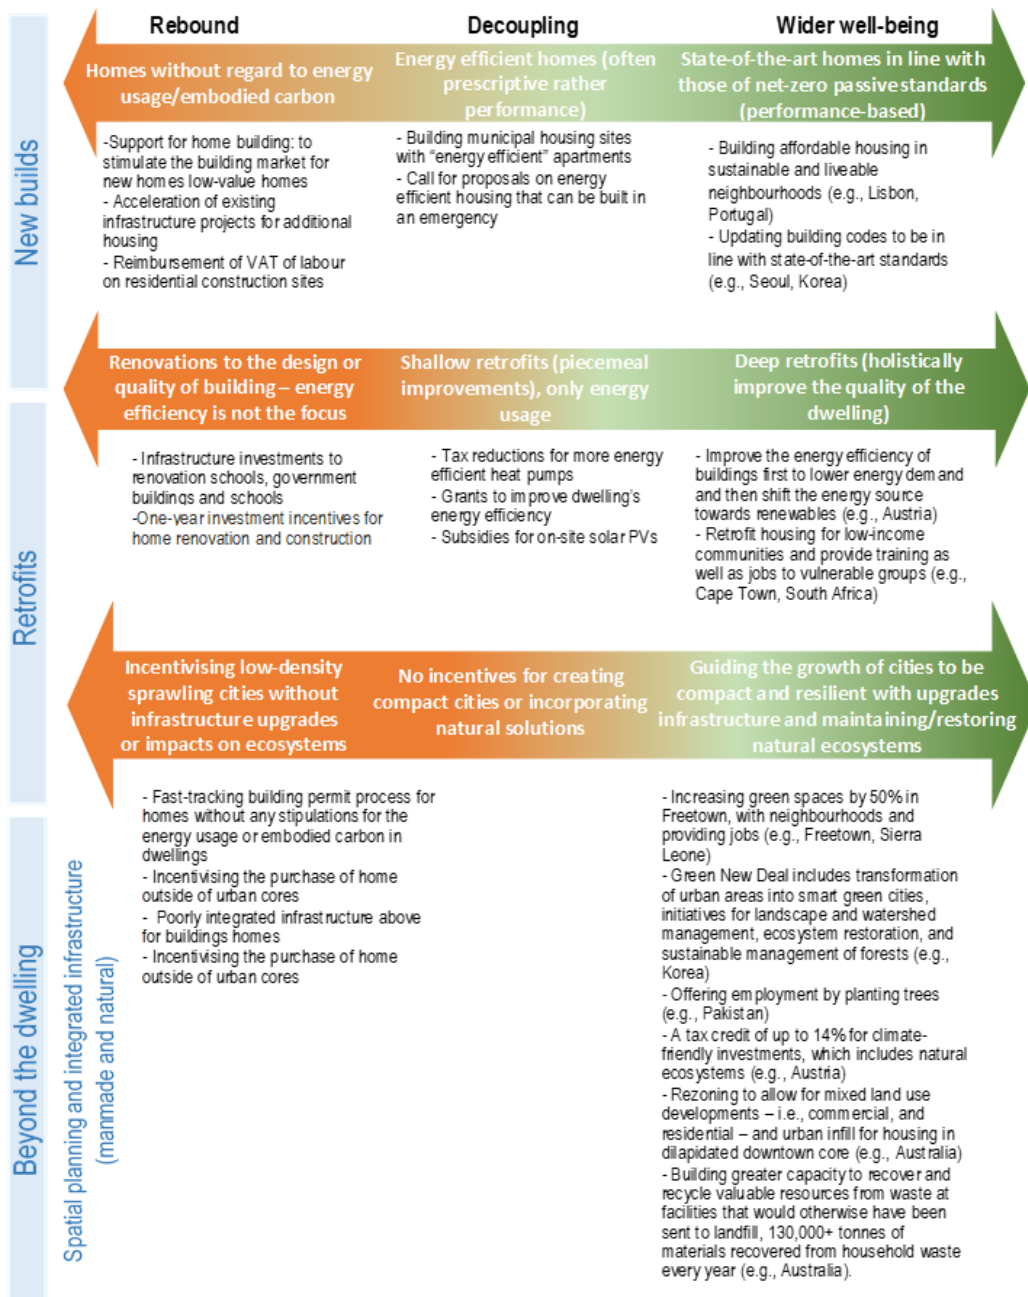 Rebound
Decoupling
Wider well-being
New builds
Homes without regard to energy
usage/embodied carbon
Energy efficient homes (often
prescriptive rather
performance)
State-of-the-art homes in line with
those of net-zero passive standards
(performance-based)
-Support for home building: to
stimulate the building market for
new homes low-value homes
- Acceleration of existing
infrastructure projects for additional
housing
- Reimbursement of VAT of labour
on residential construction sites
- Building municipal housing sites
with “energy efficient” apartments
- Call for proposals on energy
efficient housing that can be built in
an emergency
- Building affordable housing in
sustainable and liveable
neighbourhoods (e.g., Lisbon,
Portugal)
- Updating building codes to be in
line with state-of-the-art standards
(e.g., Seoul, Korea)
Retrofits
Renovations to the design or
quality of building – energy
efficiency is not the focus
Shallow retrofits (piecemeal
improvements), only energy
usage
Deep retrofits (holistically
improve the quality of the
dwelling)
- Infrastructure investments to
renovation schools, government
buildings and schools
-One-year investment incentives for
home renovation and construction
- Tax reductions for more energy
efficient heat pumps
- Grants to improve dwelling’s
energy efficiency
- Subsidies for on-site solar PVs
- Improve the energy efficiency of
buildings first to lower energy demand
and then shift the energy source
towards renewables (e.g., Austria)
- Retrofit housing for low-income
communities and provide training as
well as jobs to vulnerable groups (e.g.,
Cape Town, South Africa)
Beyond the dwelling
Spatial planning and integrated infrastructure
(manmade and natural)
Incentivising low-density
sprawling cities without
infrastructure upgrades
or impacts on ecosystems
No incentives for creating
compact cities or incorporating
natural solutions
Guiding the growth of cities to be
compact and resilient with upgrades
infrastructure and maintaining/restoring
natural ecosystems
- Fast-tracking building permit process for
homes without any stipulations for the
energy usage or embodied carbon in
dwellings
- Incentivising the purchase of home
outside of urban cores
- Poorly integrated infrastructure above
for buildings homes
- Incentivising the purchase of home
outside of urban cores
- Increasing green spaces by 50% in
Freetown, with neighbourhoods and
providing jobs (e.g., Freetown, Sierra
Leone)
- Green New Deal includes transformation
of urban areas into smart green cities,
initiatives for landscape and watershed
management, ecosystem restoration, and
sustainable management of forests (e.g.,
Korea)
- Offering employment by planting trees
(e.g., Pakistan)
- A tax credit of up to 14% for climate-
friendly investments, which includes natural
ecosystems (e.g., Austria)
- Rezoning to allow for mixed land use
developments – i.e., commercial, and
residential – and urban infill for housing in
dilapidated downtown core (e.g., Australia)
- Building greater capacity to recover and
recycle valuable resources from waste at
facilities that would otherwise have been
sent to landfill, 130,000+ tonnes of
materials recovered from household waste
every year (e.g., Australia).